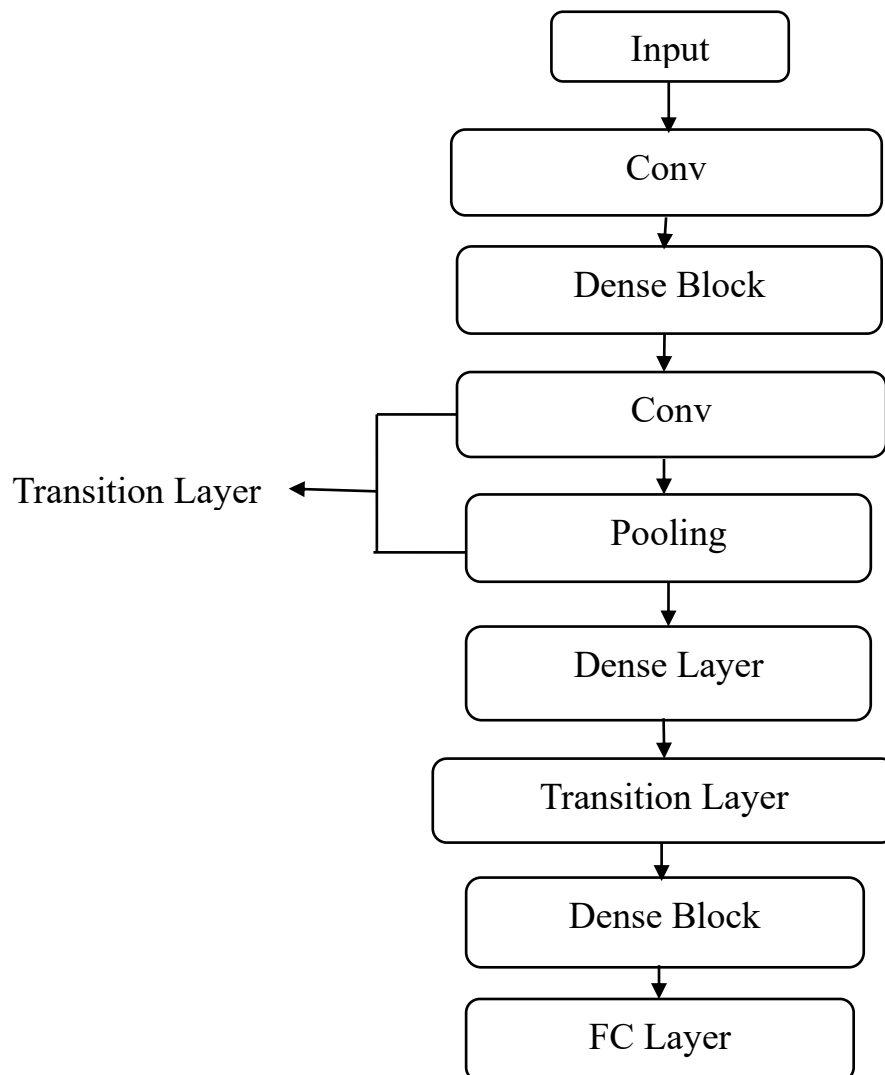 Input
Conv
Dense Block
Conv
Transition Layer
Pooling
Dense Layer
Transition Layer
Dense Block
FC Layer